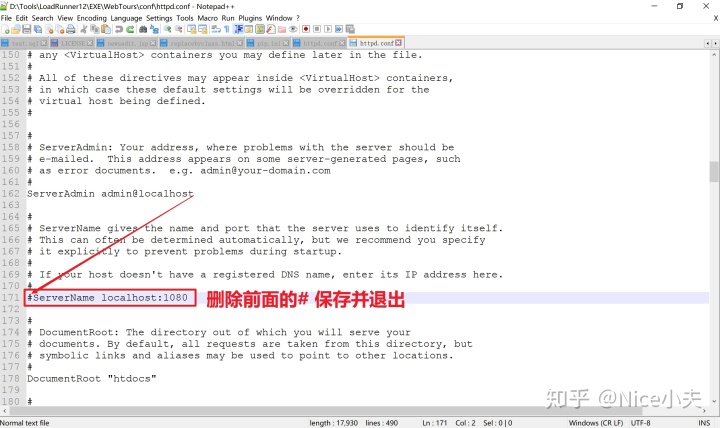 D:\Tools\LoadRunner12\EXE\WebTours\conf\httpd.conf - Notepad++
File Edit Search View Encoding Language Settings Tools Macro Run Plugins Window ?
X
httpd.conf
150 # any <VirtualHost> containers you may define later in the file.
151 #
152 # All of these directives may appear inside <VirtualHost> containers,
153 # in which case these default settings will be overridden for the
154 # virtual host being defined.
155 #
156
157 #
158 # ServerAdmin: Your address, where problems with the server should be
159 # e-mailed.  This address appears on some server-generated pages, such
160 # as error documents.  e.g. admin@your-domain.com
161 #
162 ServerAdmin admin@localhost
163
164 #
165 # ServerName gives the name and port that the server uses to identify itself.
166 # This can often be determined automatically, but we recommend you specify
167 # it explicitly to prevent problems during startup.
168 #
169 # If your host doesn't have a registered DNS name, enter its IP address here.
170 #
171 #ServerName localhost:1080 删除前面的# 保存并退出
172
173 #
174 # DocumentRoot: The directory out of which you will serve your
175 # documents. By default, all requests are taken from this directory, but
176 # symbolic links and aliases may be used to point to other locations.
177 #
178 DocumentRoot "htdocs"
179
180 #
知乎 @Nice小夫
Normal text file length : 17,930 lines : 490 Ln : 171 Col : 2 Sel : 0 | 0 Windows (CR LF) UTF-8 INS